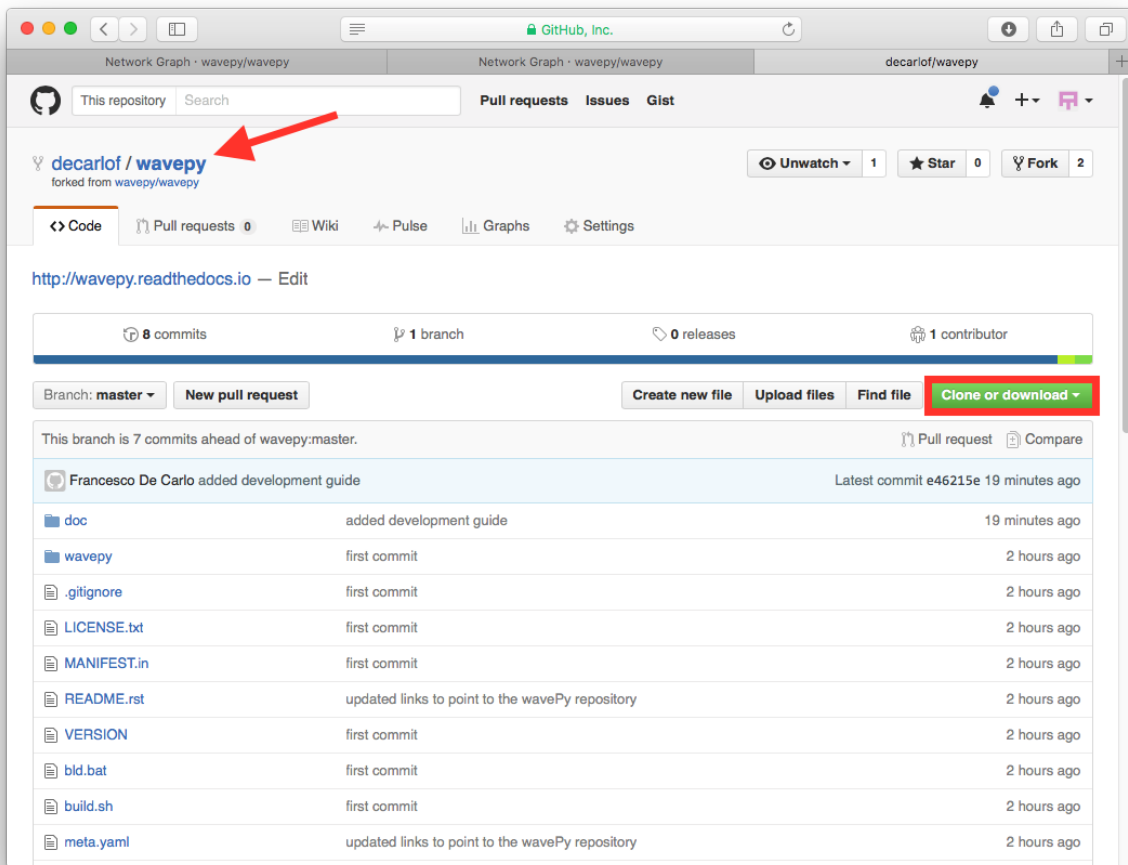 GitHub, Inc.
Network Graph · wavepy/wavepy Network Graph · wavepy/wavepy decarlof/wavepy
This repository Search Pull requests Issues Gist
decarlof / wavepy Unwatch 1 Star 0 Fork 2
forked from wavepy/wavepy
Code Pull requests 0 Wiki Pulse Graphs Settings
http://wavepy.readthedocs.io — Edit
8 commits 1 branch 0 releases 1 contributor
Branch: master New pull request Create new file Upload files Find file Clone or download
This branch is 7 commits ahead of wavepy:master. Pull request Compare
Francesco De Carlo added development guide Latest commit e46215e 19 minutes ago
doc added development guide 19 minutes ago
wavepy first commit 2 hours ago
.gitignore first commit 2 hours ago
LICENSE.txt first commit 2 hours ago
MANIFEST.in first commit 2 hours ago
README.rst updated links to point to the wavePy repository 2 hours ago
VERSION first commit 2 hours ago
bld.bat first commit 2 hours ago
build.sh first commit 2 hours ago
meta.yaml updated links to point to the wavePy repository 2 hours ago